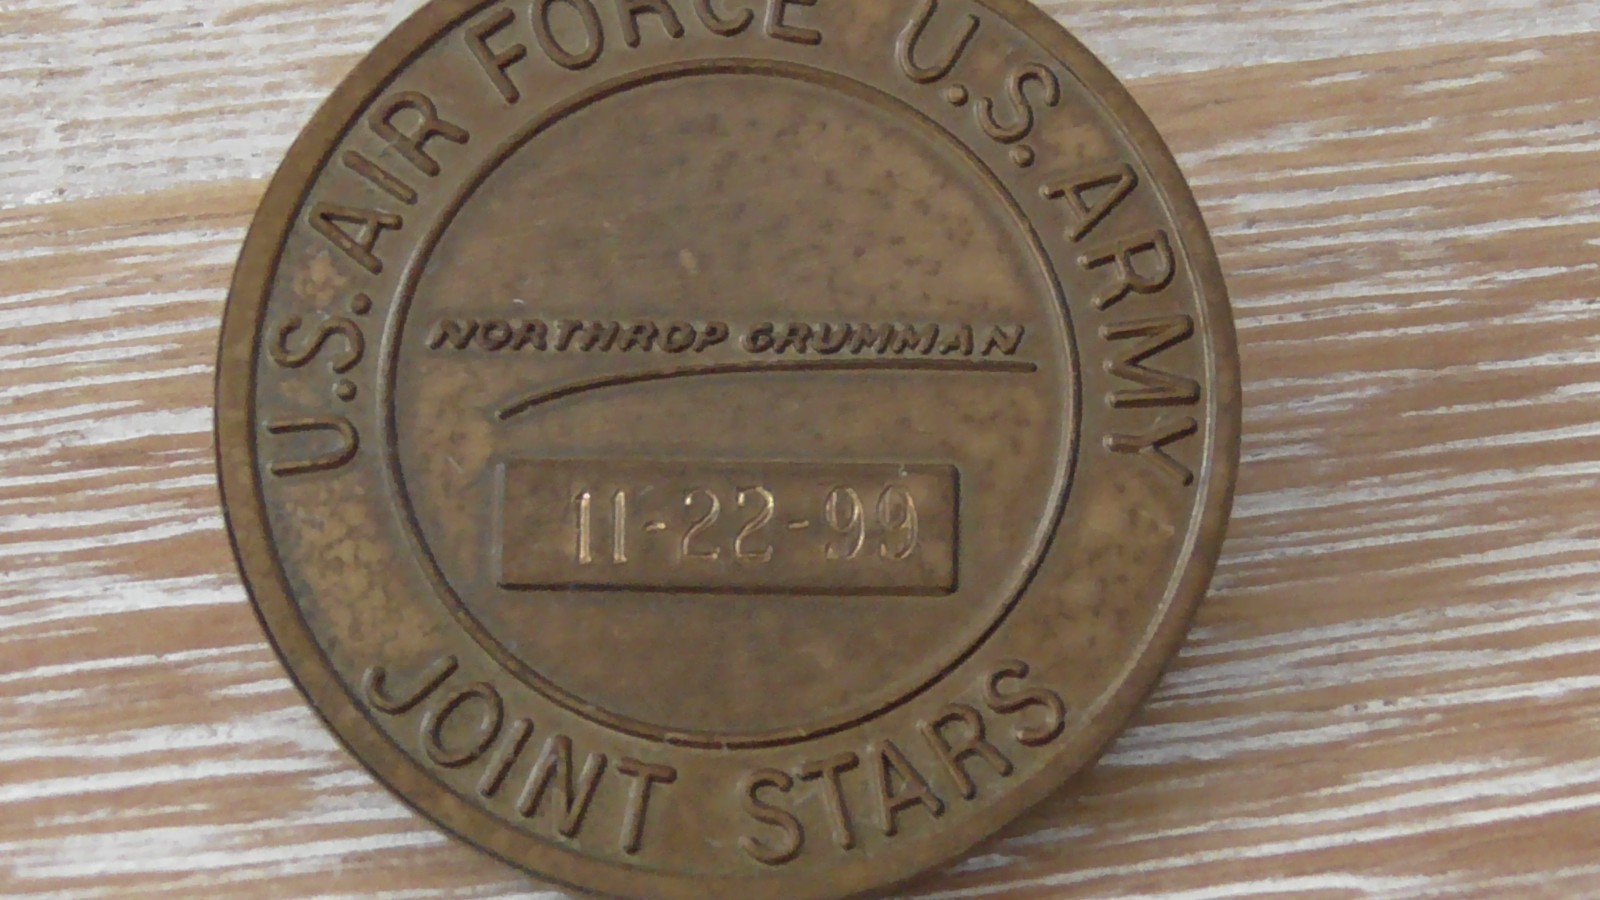 U.S. AIR FORCE U.S. ARMY
NORTHROP GRUMMAN
11-22-99
JOINT STARS